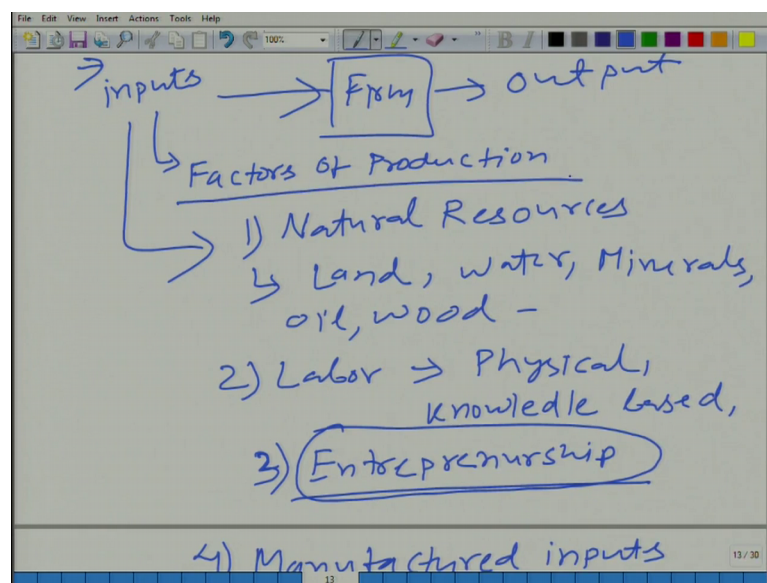 File Edit View Insert Actions Tools Help
100%
inputs → Firm → output
Factors of Production
1) Natural Resources
↳ Land, water, Minerals,
oil, wood -
2) Labor → Physical,
knowledle based,
3) Entreprenurship
4) Manufactured inputs
13 / 30
13